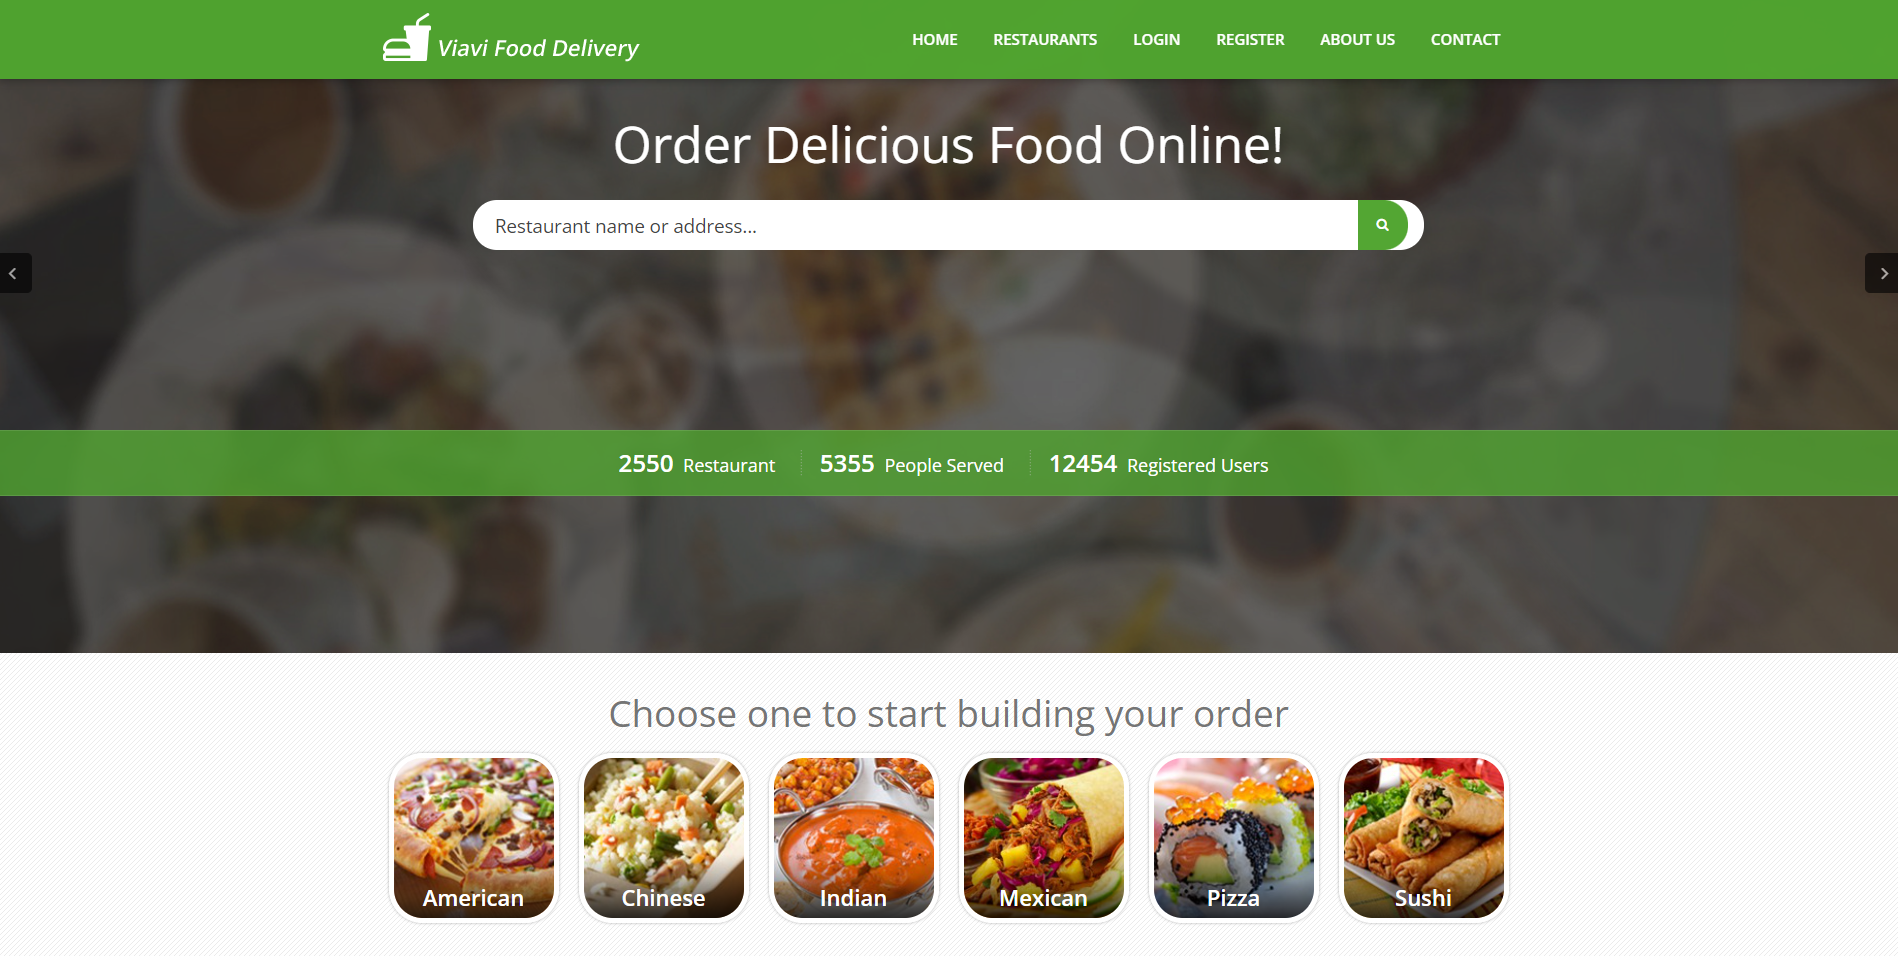 Viavi Food Delivery
HOME RESTAURANTS LOGIN REGISTER ABOUT US CONTACT
Order Delicious Food Online!
Restaurant name or address...
2550 Restaurant 5355 People Served 12454 Registered Users
Choose one to start building your order
American Chinese Indian Mexican Pizza Sushi